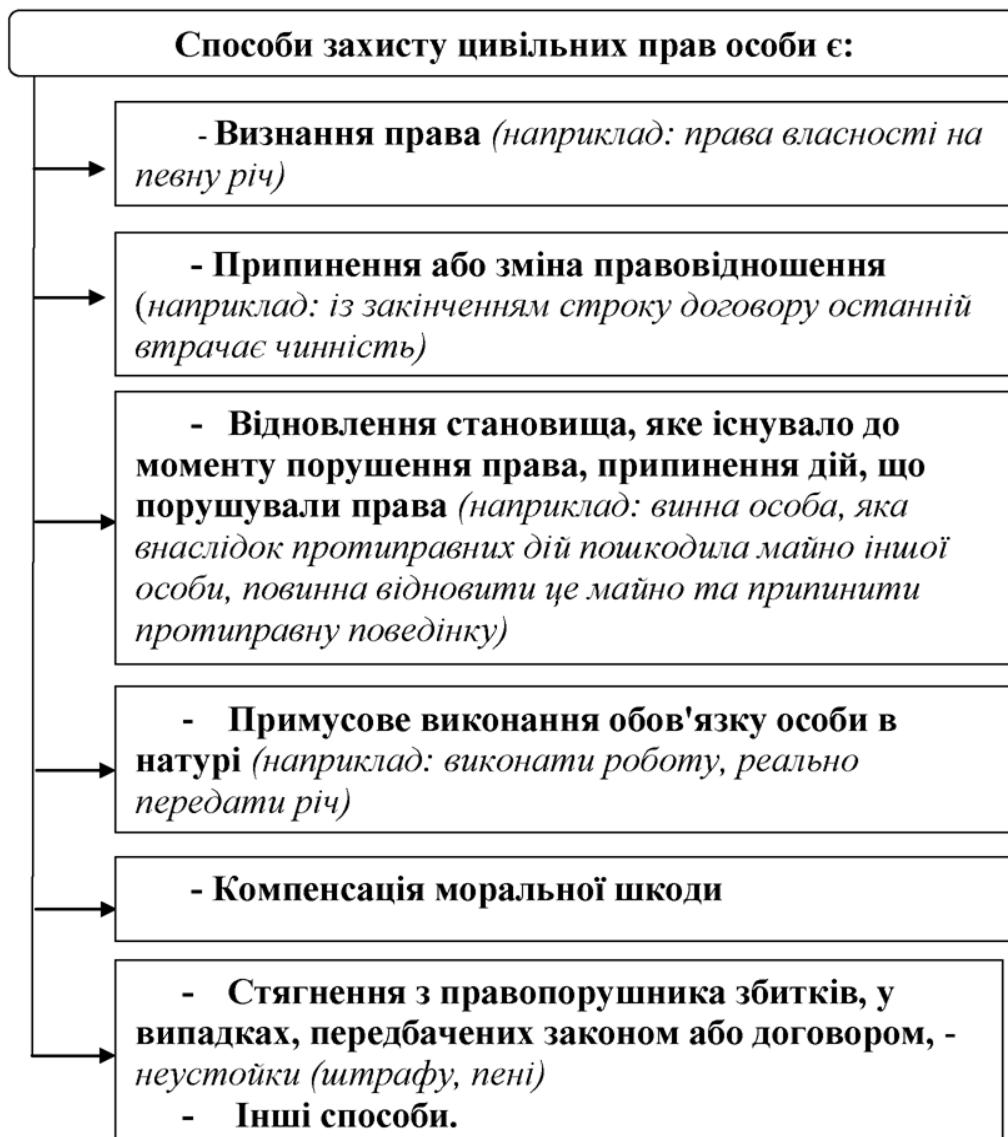 Способи захисту цивільних прав особи є:
- Визнання права (наприклад: права власності на
певну річ)
- Припинення або зміна правовідношення
(наприклад: із закінченням строку договору останній
втрачає чинність)
- Відновлення становища, яке існувало до
моменту порушення права, припинення дій, що
порушували права (наприклад: винна особа, яка
внаслідок протиправних дій пошкодила майно іншої
особи, повинна відновити це майно та припинити
протиправну поведінку)
- Примусове виконання обов'язку особи в
натурі (наприклад: виконати роботу, реально
передати річ)
- Компенсація моральної шкоди
- Стягнення з правопорушника збитків, у
випадках, передбачених законом або договором, -
неустойки (штрафу, пені)
- Інші способи.